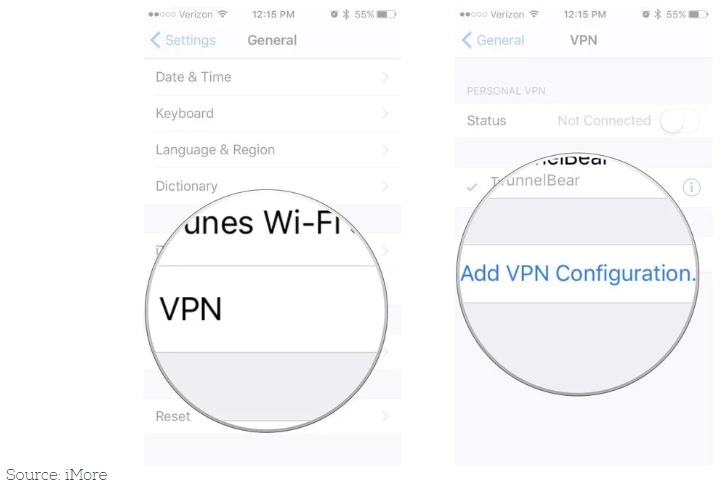 Verizon 12:15 PM 55%
Settings General
Date & Time
Keyboard
Language & Region
Dictionary
unes Wi-Fi
iT
VPN
Reset
Verizon 12:15 PM 55%
General VPN
PERSONAL VPN
Status Not Connected
TunnelBear
Add VPN Configuration.
Source: iMore